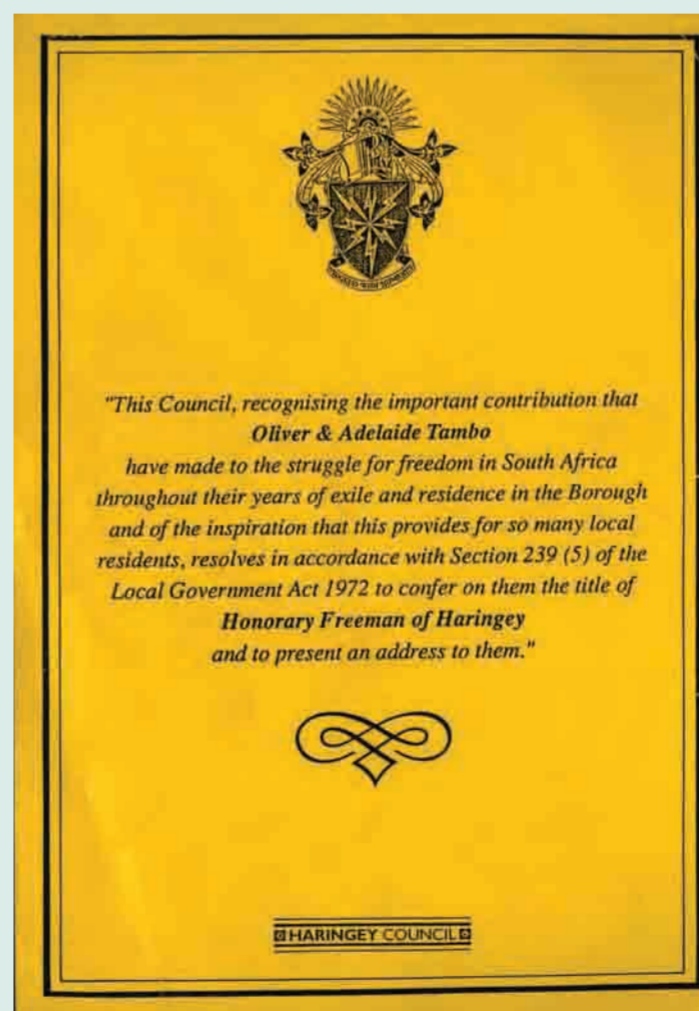 "This Council, recognising the important contribution that
Oliver & Adelaide Tambo
have made to the struggle for freedom in South Africa
throughout their years of exile and residence in the Borough
and of the inspiration that this provides for so many local
residents, resolves in accordance with Section 239 (5) of the
Local Government Act 1972 to confer on them the title of
Honorary Freeman of Haringey
and to present an address to them."
HARINGEY COUNCIL